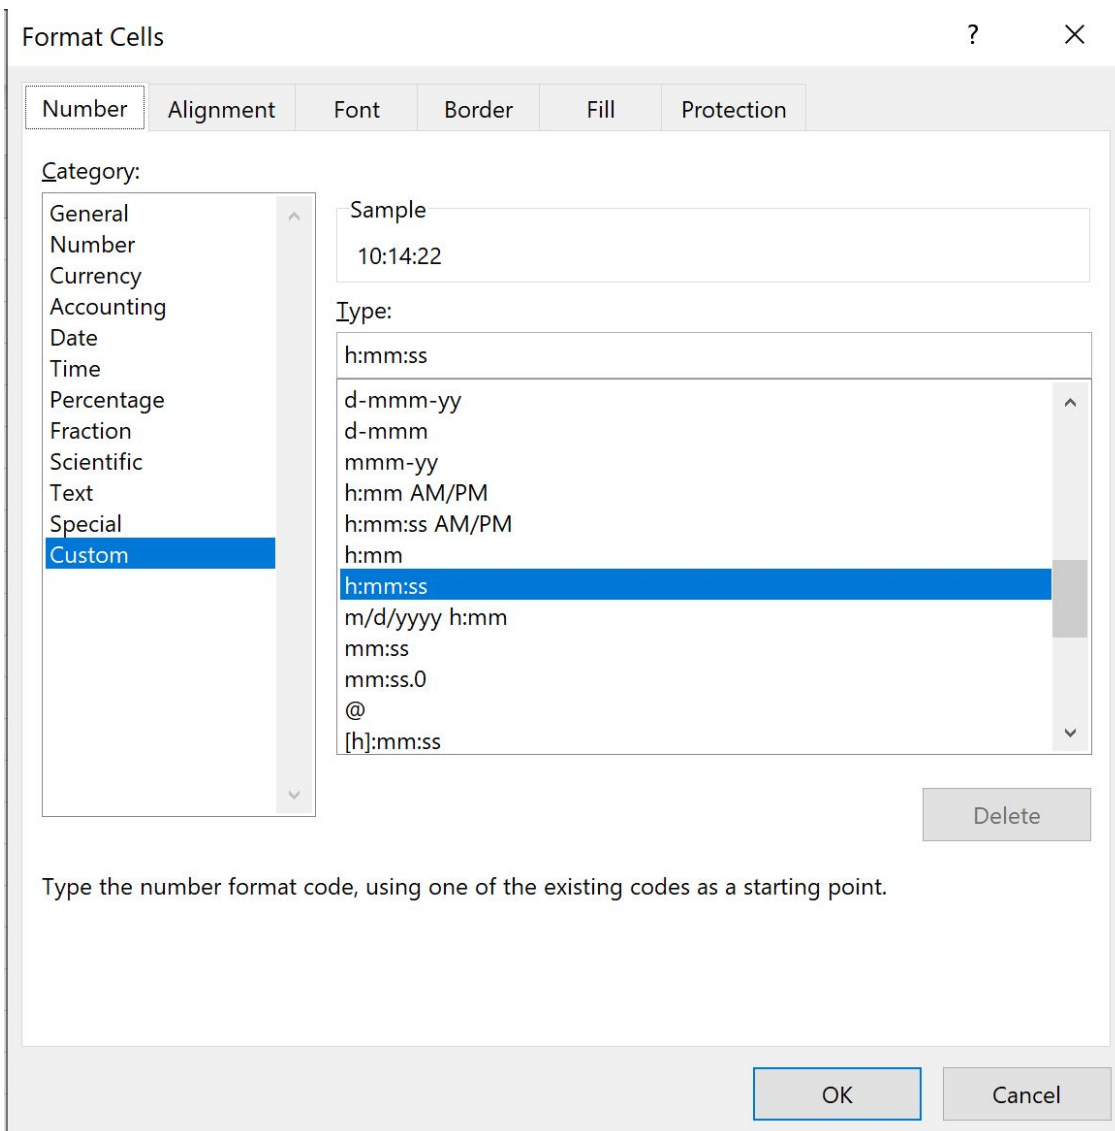 Format Cells
?
Number Alignment Font Border Fill Protection
Category:
General
Number
Currency
Accounting
Date
Time
Percentage
Fraction
Scientific
Text
Special
Custom
Sample
10:14:22
Type:
h:mm:ss
d-mmm-yy
d-mmm
mmm-yy
h:mm AM/PM
h:mm:ss AM/PM
h:mm
h:mm:ss
m/d/yyyy h:mm
mm:ss
mm:ss.0
@
[h]:mm:ss
Delete
Type the number format code, using one of the existing codes as a starting point.
OK Cancel